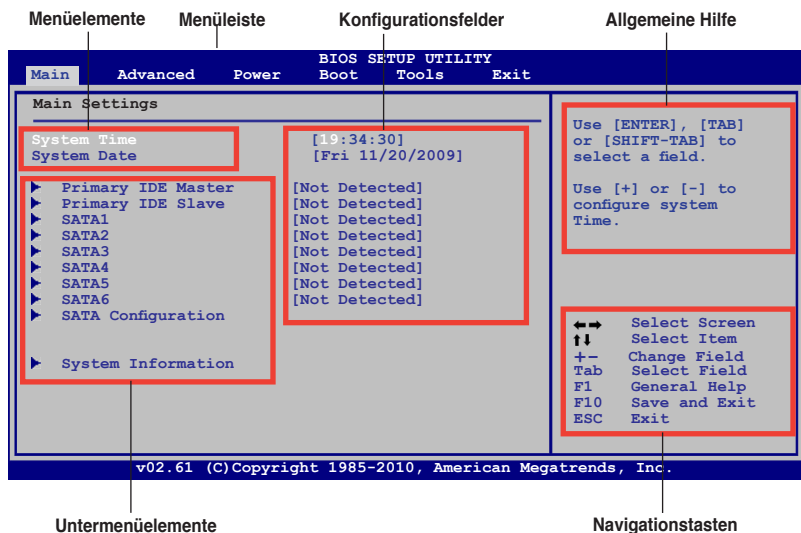 Menüelemente Menüleiste Konfigurationsfelder Allgemeine Hilfe
BIOS SETUP UTILITY
Main Advanced Power Boot Tools Exit
Main Settings
System Time [19:34:30]
System Date [Fri 11/20/2009]
Primary IDE Master [Not Detected]
Primary IDE Slave [Not Detected]
SATA1 [Not Detected]
SATA2 [Not Detected]
SATA3 [Not Detected]
SATA4 [Not Detected]
SATA5 [Not Detected]
SATA6 [Not Detected]
SATA Configuration
System Information
Use [ENTER], [TAB]
or [SHIFT-TAB] to
select a field.
Use [+] or [-] to
configure system
Time.
←→ Select Screen
↑↓ Select Item
+- Change Field
Tab Select Field
F1 General Help
F10 Save and Exit
ESC Exit
v02.61 (C)Copyright 1985-2010, American Megatrends, Inc.
Untermenüelemente Navigationstasten